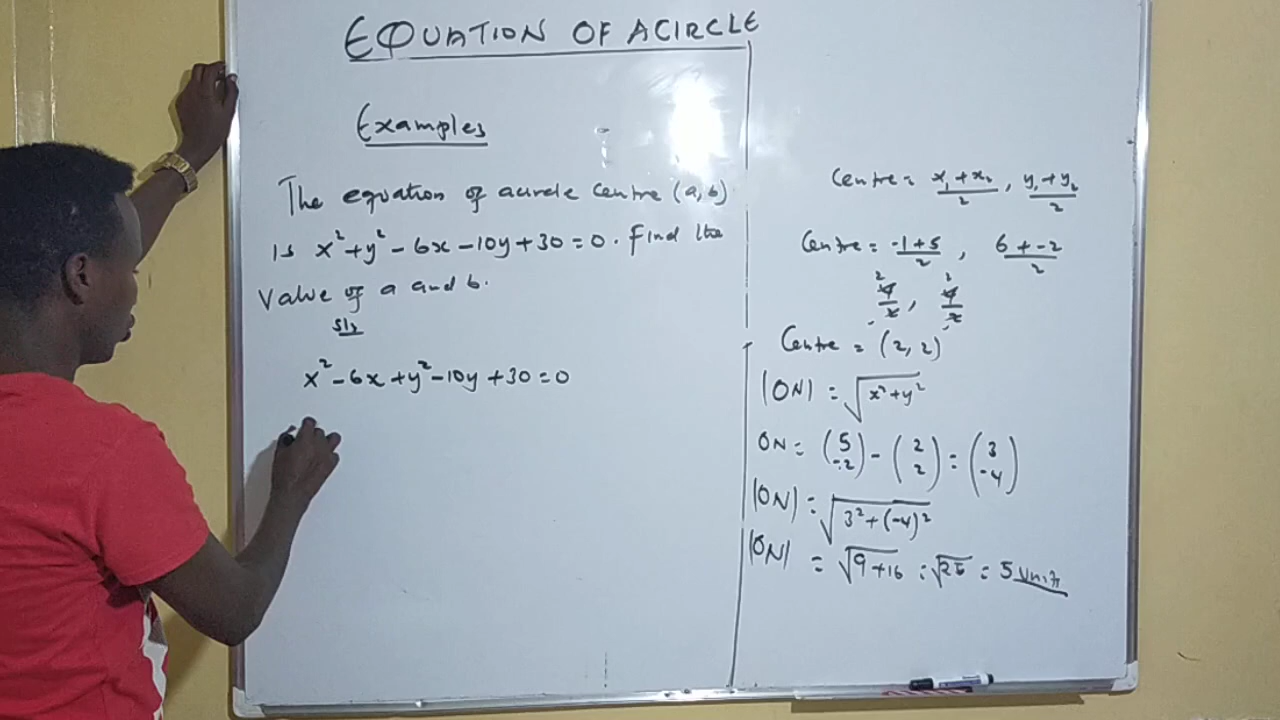 EQUATION OF A CIRCLE
Examples
The equation of acircle centre (a, b)
is x² + y² - 6x - 10y + 30 = 0. Find the
value of a and b.
Sln
x² - 6x + y² - 10y + 30 = 0
Centre = x₁ + x₂ / 2 , y₁ + y₂ / 2
Centre = -1 + 5 / 2 , 6 + -2 / 2
2 2
4 / 2 , 4 / 2
Centre = (2, 2)
|ON| = √x² + y²
ON = (5 -2) - (2 2) = (3 -4)
|ON| = √3² + (-4)²
|ON| = √9 + 16 = √25 = 5 units